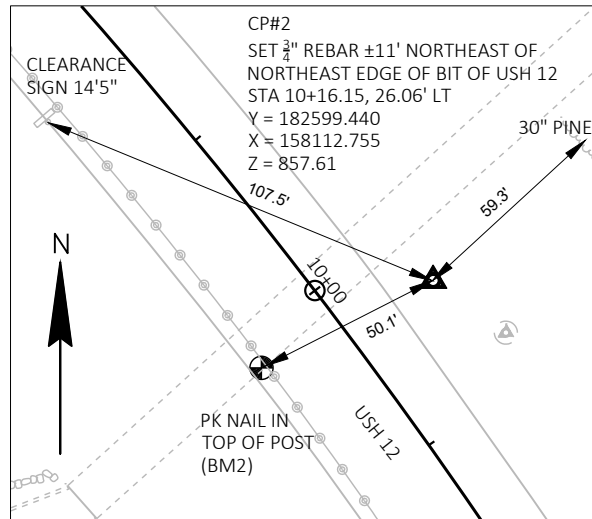 CP#2
SET 3/4" REBAR ±11' NORTHEAST OF
NORTHEAST EDGE OF BIT OF USH 12
STA 10+16.15, 26.06' LT
Y = 182599.440
X = 158112.755
Z = 857.61
CLEARANCE
SIGN 14'5"
30" PINE
107.5'
59.3'
N
10+00
50.1'
PK NAIL IN
TOP OF POST
(BM2)
USH 12